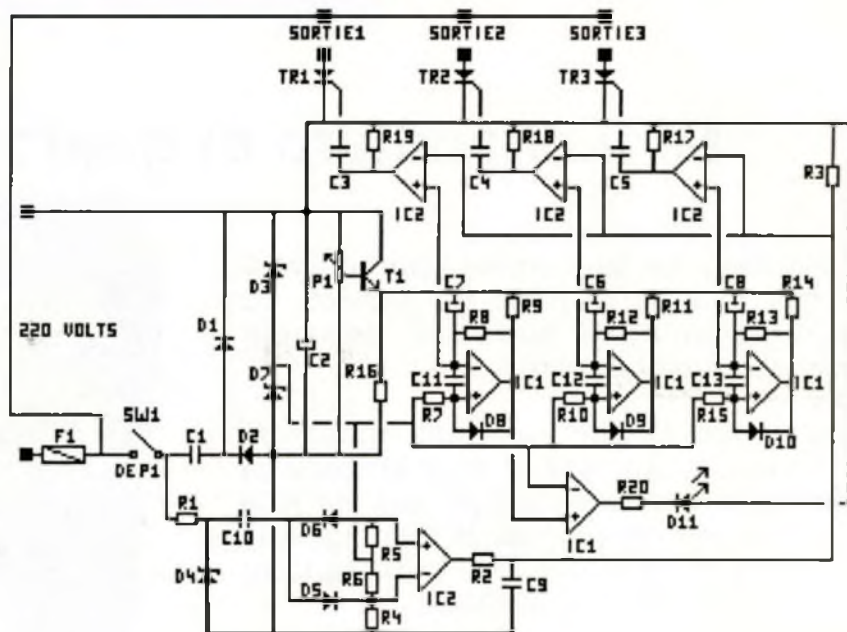 SORTIE1 SORTIE2 SORTIE3
TR1 TR2 TR3
R19 R18 R17
C3 C4 C5 R3
IC2 IC2 IC2
D3 P1 T1 C7 C6 C8 R14
R9 R11
R8 R12 R13
220 VOLTS D1
D7 C2 R16 C11 IC1 C12 IC1 C13 IC1
R7 R10 R15
D8 D9 D10
F1 SW1 C1 D2
DEP1
R1 C10 D6 R5 R20 D11
IC1
D4 R6 R2
D5 IC2 C9
R4